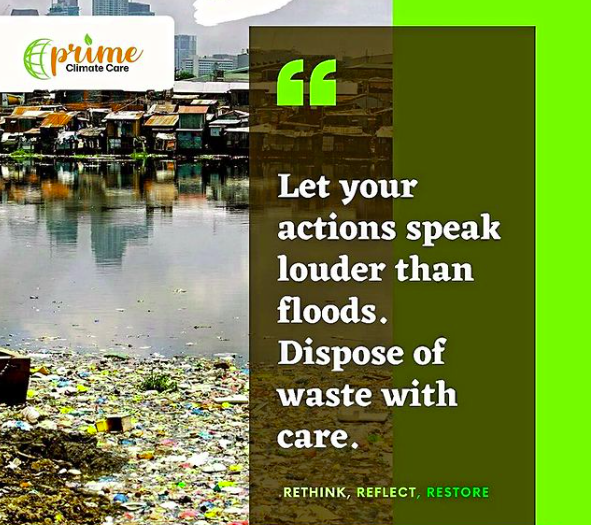 prime
Climate Care
Let your
actions speak
louder than
floods.
Dispose of
waste with
care.
.RETHINK, REFLECT, RESTORE